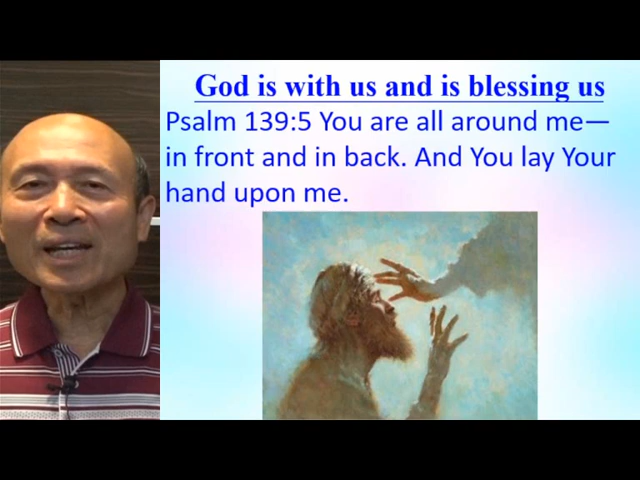 God is with us and is blessing us
Psalm 139:5 You are all around me—
in front and in back. And You lay Your
hand upon me.